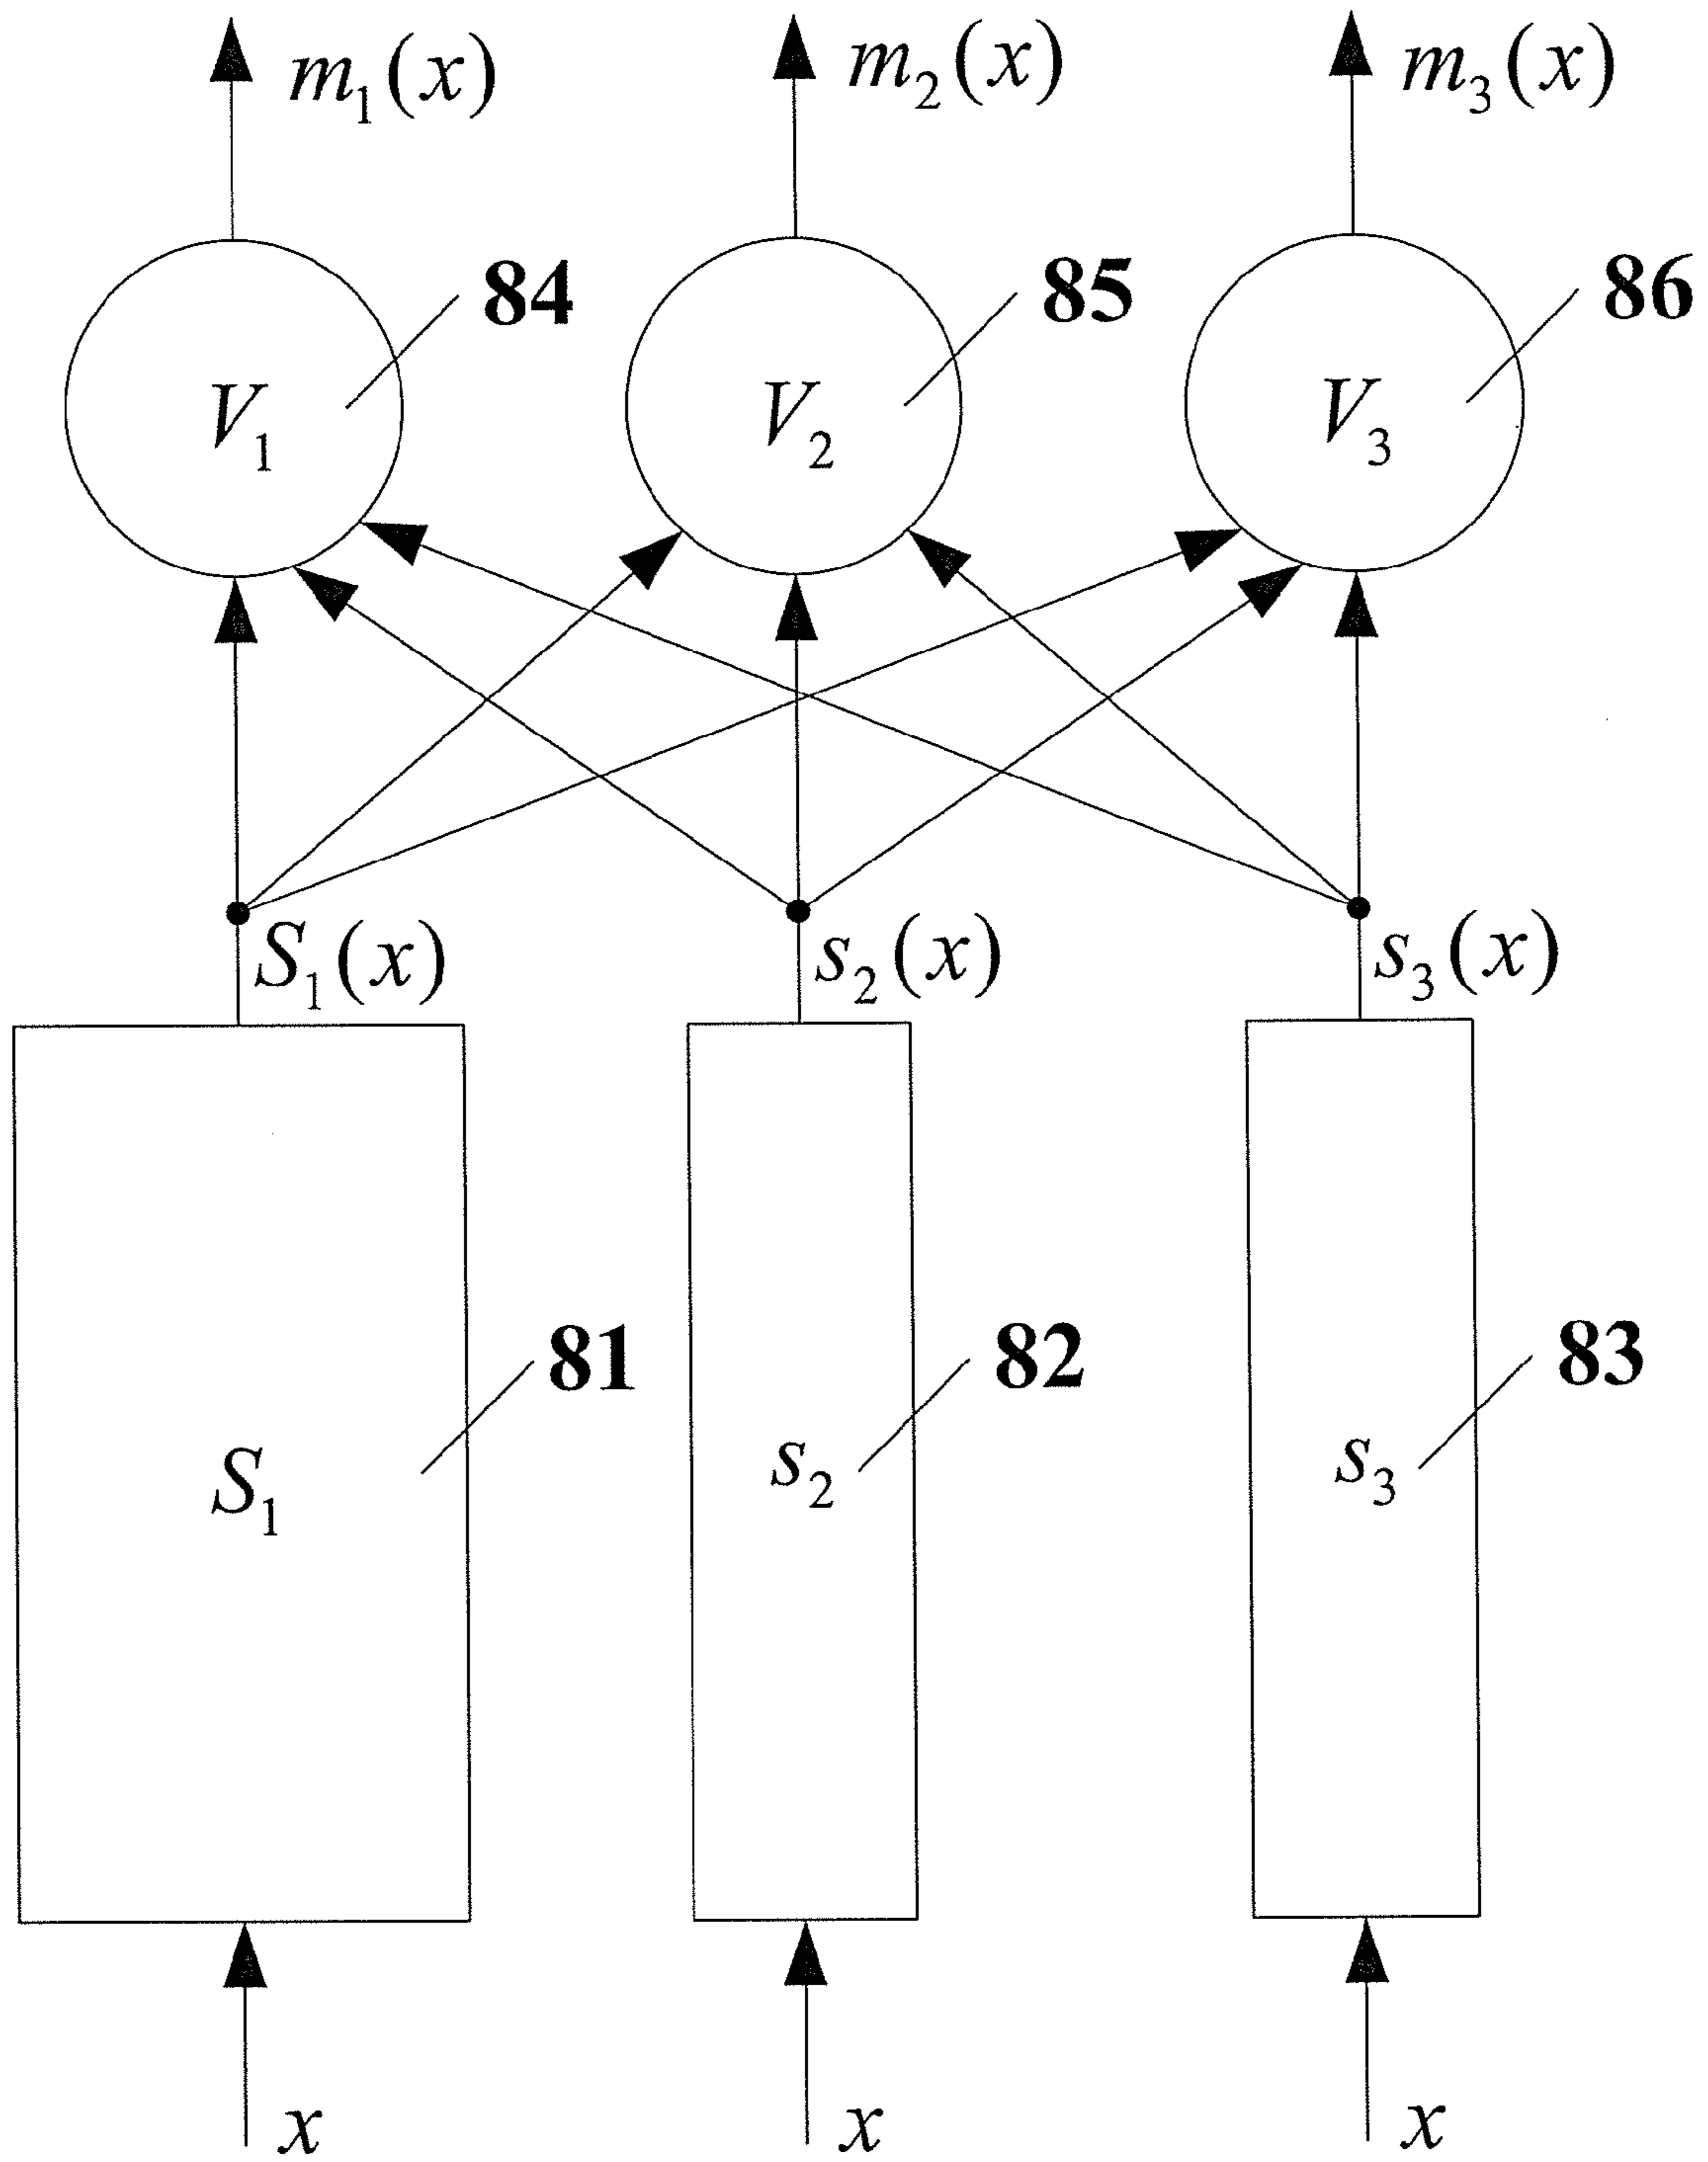 m₁(x) m₂(x) m₃(x)
84 85 86
V₁ V₂ V₃
S₁(x) s₂(x) s₃(x)
81 82 83
S₁ s₂ s₃
x x x